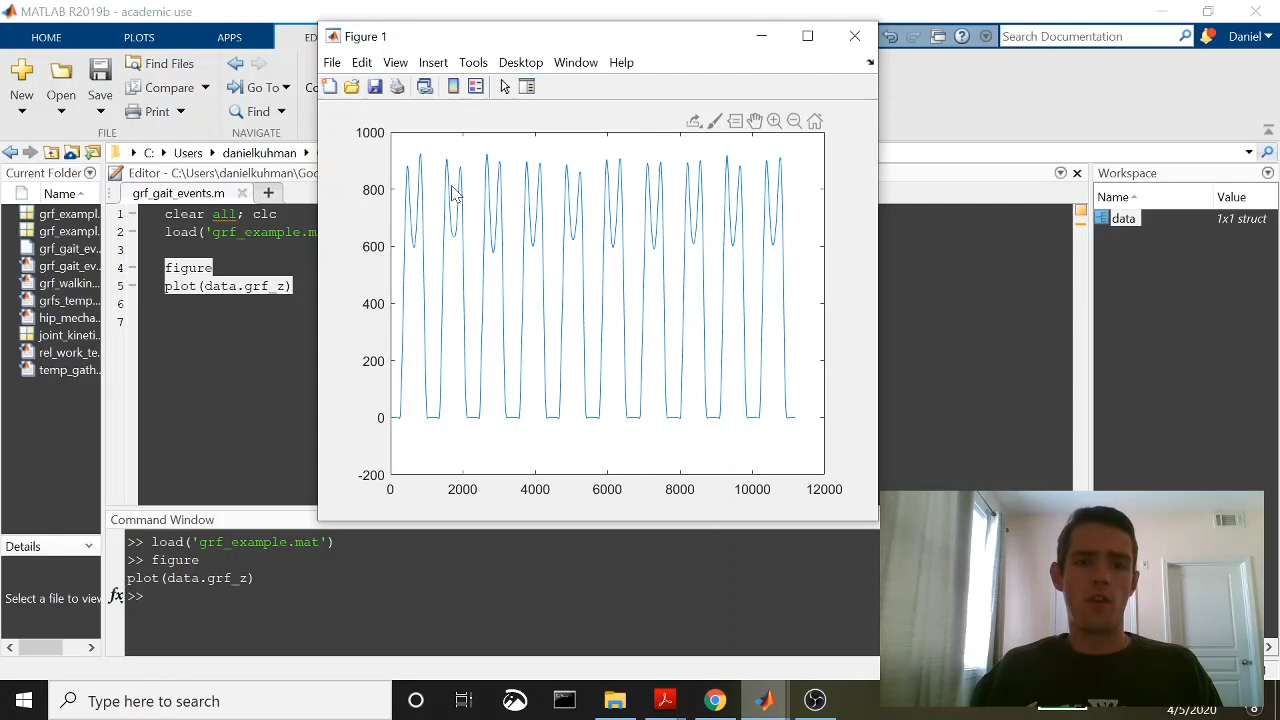 MATLAB R2019b - academic use
HOME PLOTS APPS ED
Search Documentation Daniel
Figure 1
File Edit View Insert Tools Desktop Window Help
New Open Save
Find Files
Compare
Print
Go To
Find
FILE NAVIGATE
C: Users danielkuhman Goo
Current Folder
Name
grf_exampl.
grf_exampl.
grf_gait_ev..
grf_gait_ev..
grf_walkin..
grfs_temp...
hip_mecha..
joint_kineti..
rel_work_te..
temp_gath..
Details
Select a file to view
Editor - C:\Users\danielkuhman\Goo
grf_gait_events.m
1 clear all; clc
2 load('grf_example.m
3
4 figure
5 plot(data.grf_z)
6
7
1000
800
600
400
200
0
-200
0 2000 4000 6000 8000 10000 12000
Workspace
Name Value
data 1x1 struct
Command Window
>> load('grf_example.mat')
>> figure
plot(data.grf_z)
fx >>
Type here to search
4/5/2020